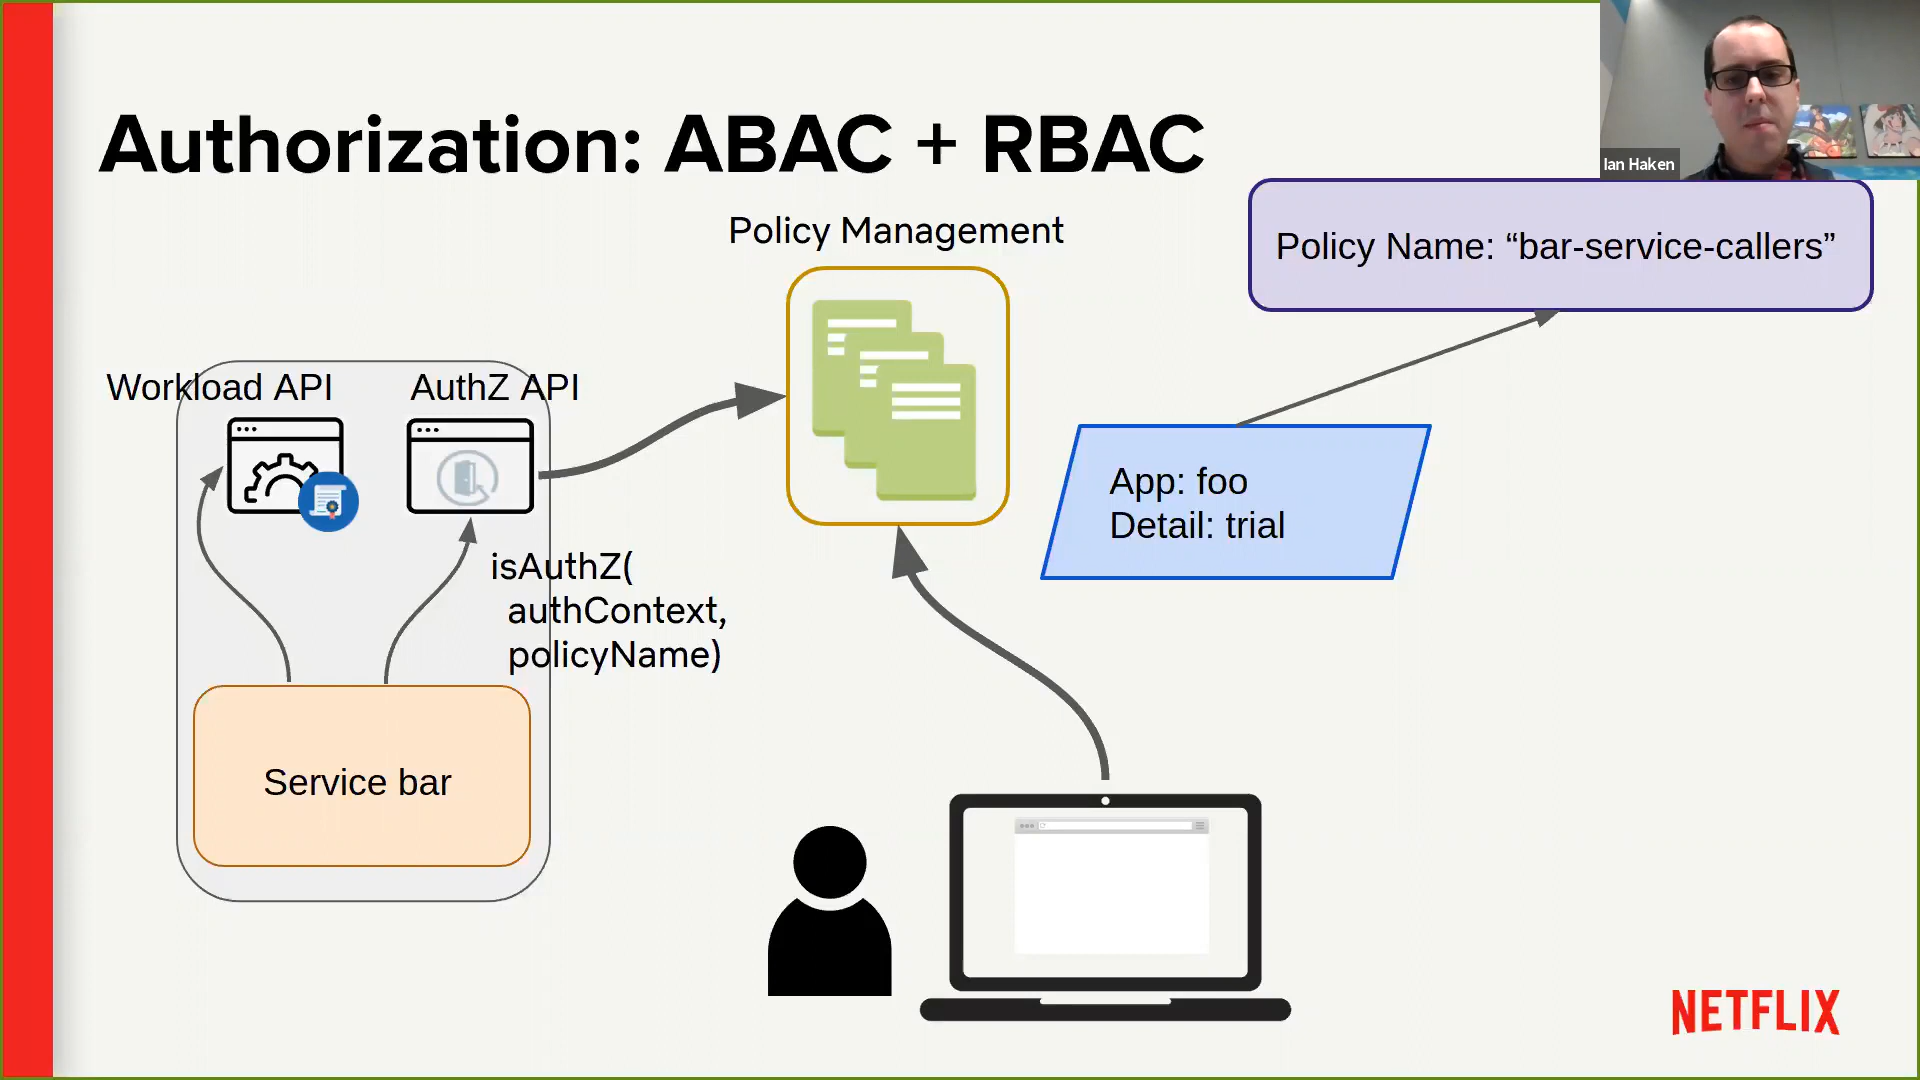 Authorization: ABAC + RBAC
Ian Haken
Policy Management
Policy Name: “bar-service-callers”
Workload API
AuthZ API
App: foo
Detail: trial
isAuthZ(
authContext,
policyName)
Service bar
NETFLIX